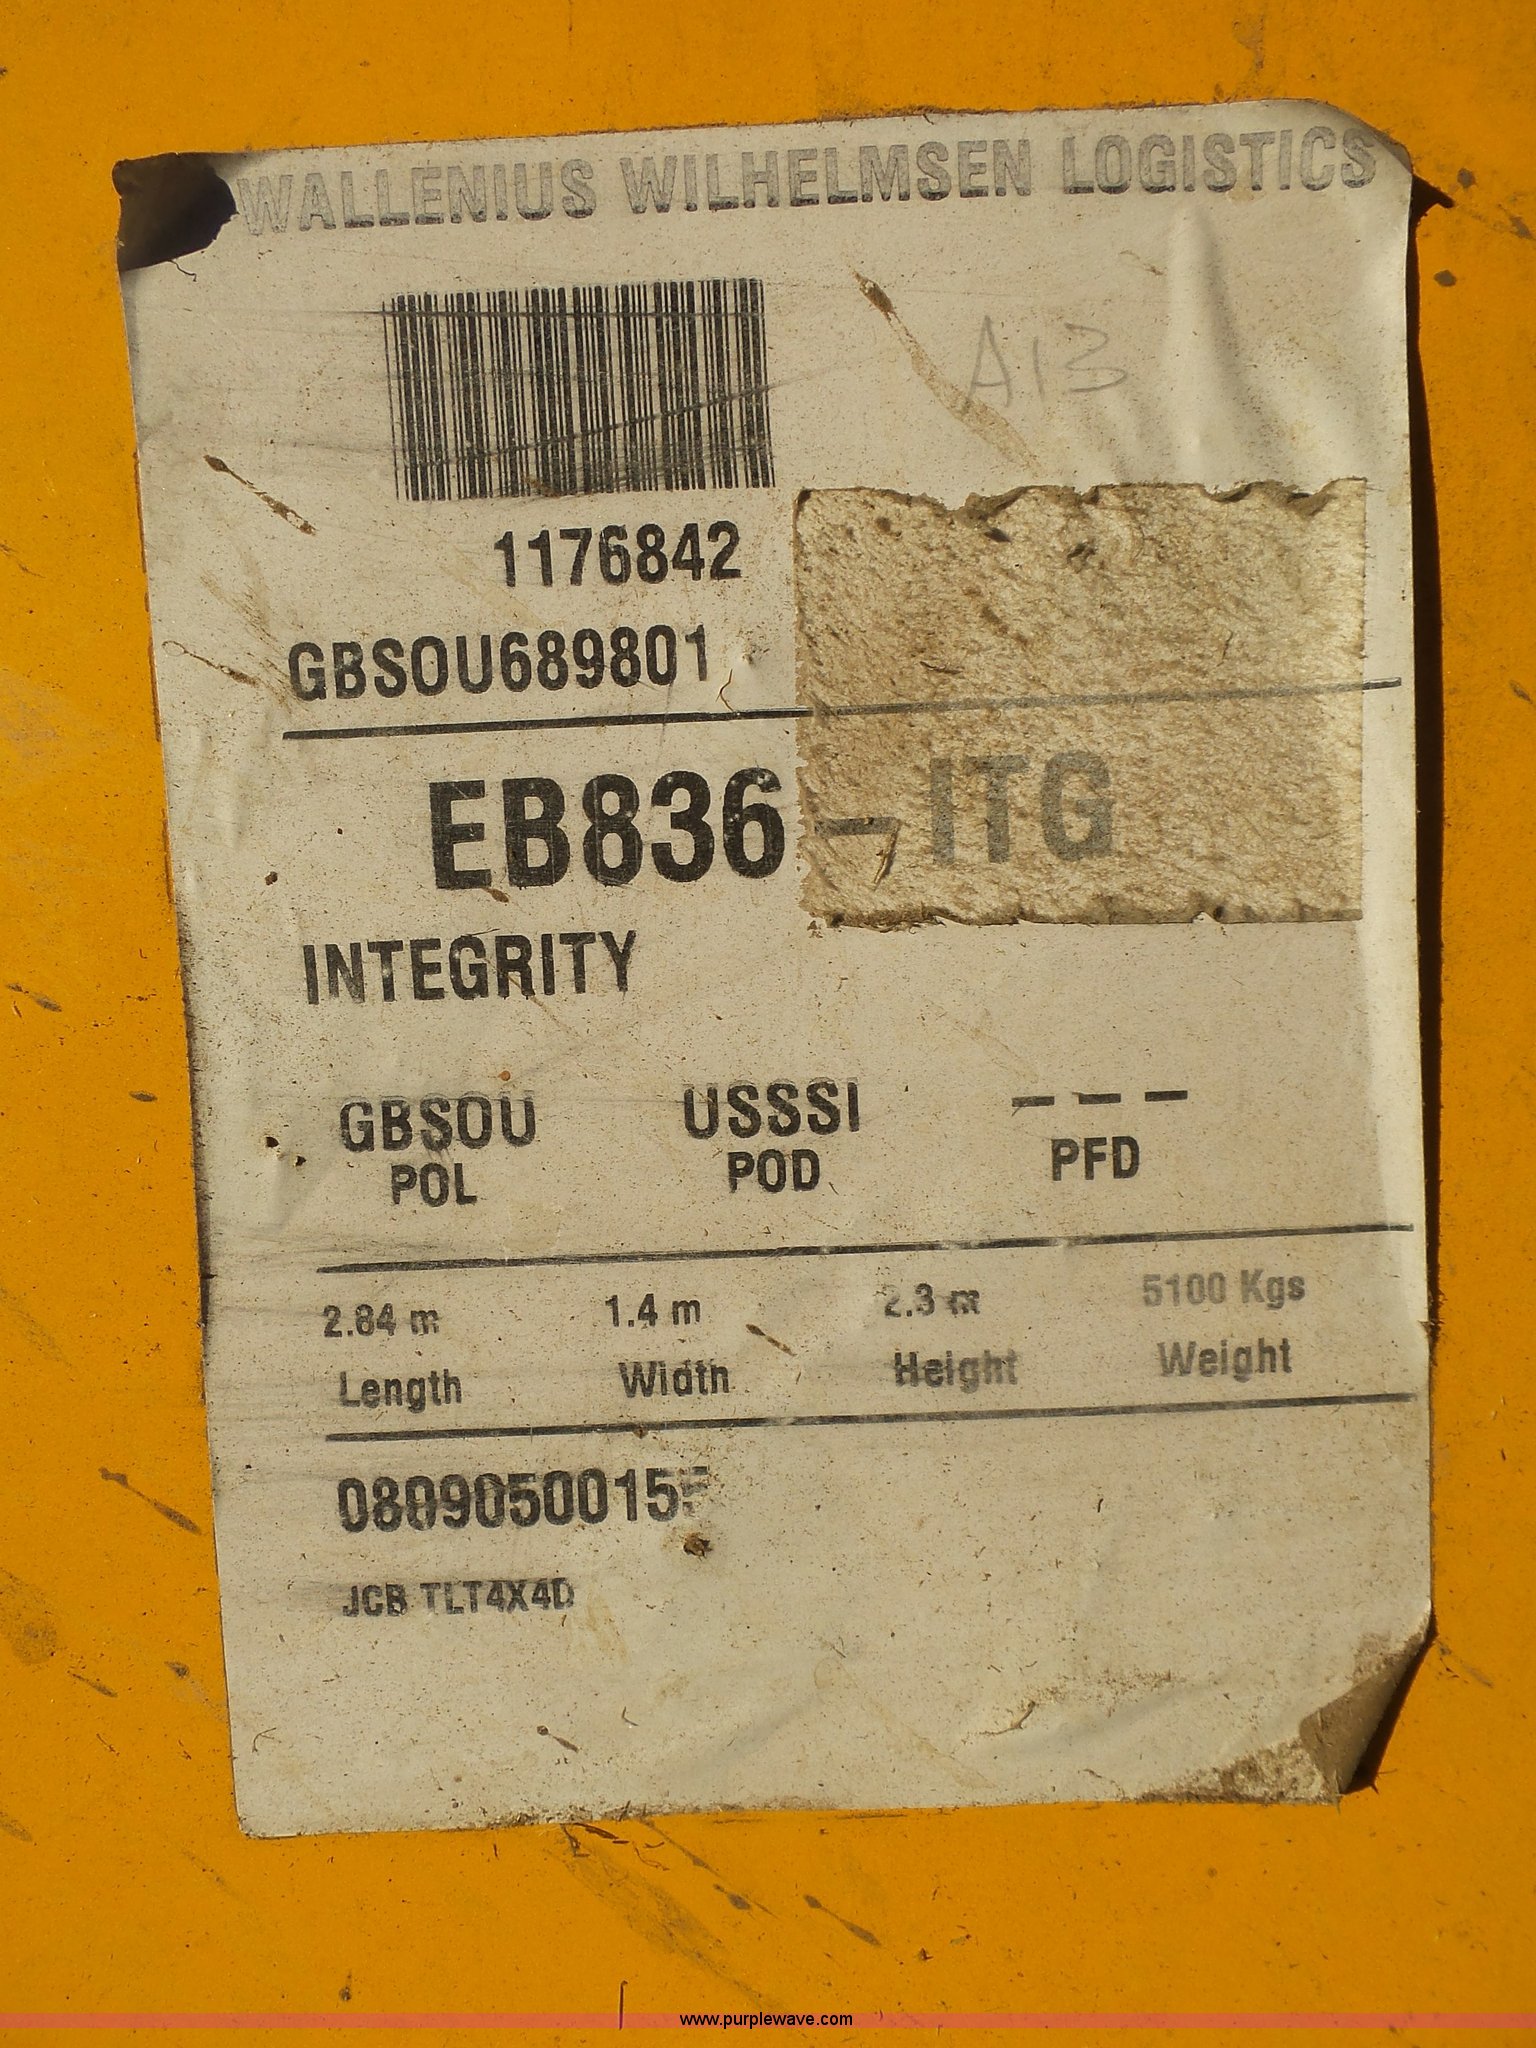 WALLENIUS WILHELMSEN LOGISTICS
A13
1176842
GBSOU689801
EB836-ITG
INTEGRITY
GBSOU USSSI - - -
POL POD PFD
2.84 m 1.4 m 2.3 m 5100 Kgs
Length Width Height Weight
JCB TLT4X4D
www.purplewave.com